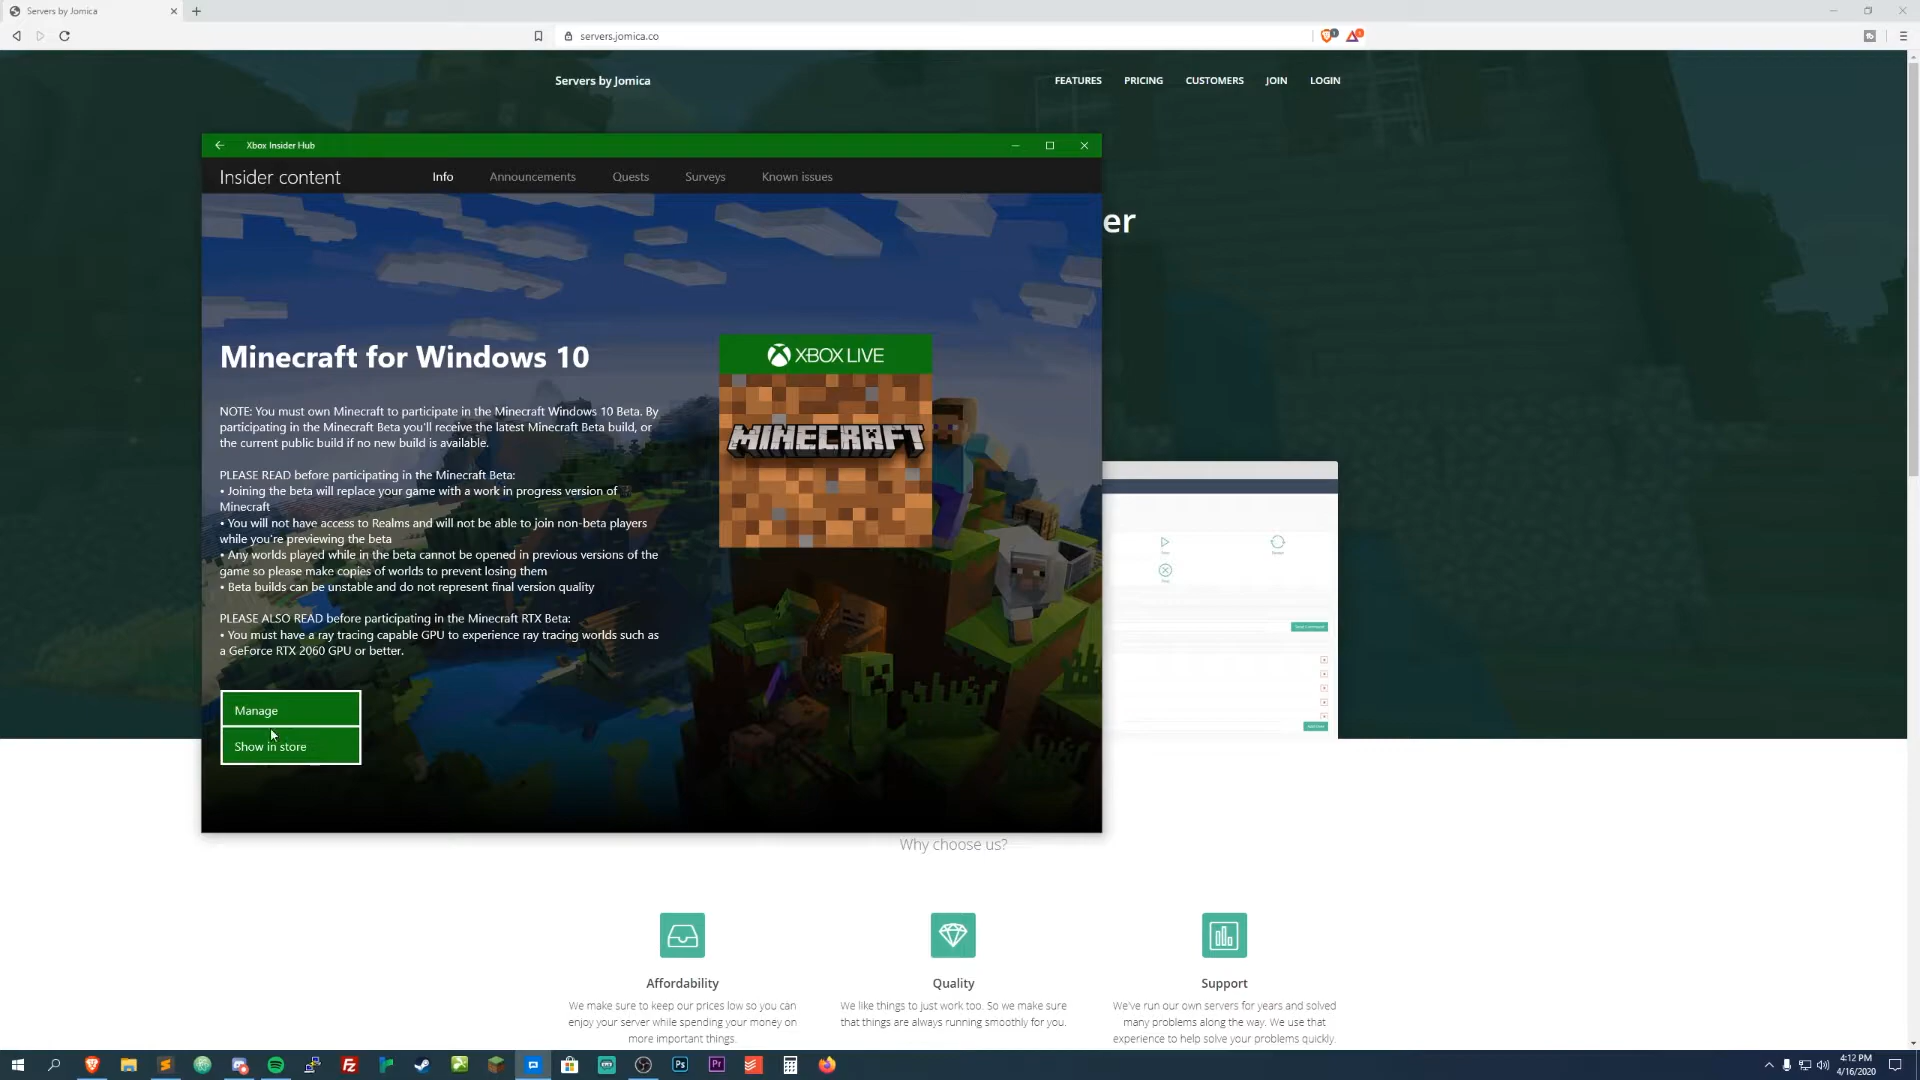 Servers by Jomica
servers.jomica.co
Servers by Jomica
FEATURES
PRICING
CUSTOMERS
JOIN
LOGIN
Xbox Insider Hub
Insider content
Info
Announcements
Quests
Surveys
Known issues
er
Minecraft for Windows 10
NOTE: You must own Minecraft to participate in the Minecraft Windows 10 Beta. By
participating in the Minecraft Beta you'll receive the latest Minecraft Beta build, or
the current public build if no new build is available.
PLEASE READ before participating in the Minecraft Beta:
• Joining the beta will replace your game with a work in progress version of
Minecraft
• You will not have access to Realms and will not be able to join non-beta players
while you're previewing the beta
• Any worlds played while in the beta cannot be opened in previous versions of the
game so please make copies of worlds to prevent losing them
• Beta builds can be unstable and do not represent final version quality
PLEASE ALSO READ before participating in the Minecraft RTX Beta:
• You must have a ray tracing capable GPU to experience ray tracing worlds such as
a GeForce RTX 2060 GPU or better.
XBOX LIVE
MINECRAFT
Manage
Show in store
Why choose us?
Affordability
We make sure to keep our prices low so you can
enjoy your server while spending your money on
more important things.
Quality
We like things to just work too. So we make sure
that things are always running smoothly for you.
Support
We've run our own servers for years and solved
many problems along the way. We use that
experience to help solve your problems quickly.
Ps
Pr
4:12 PM
4/16/2020